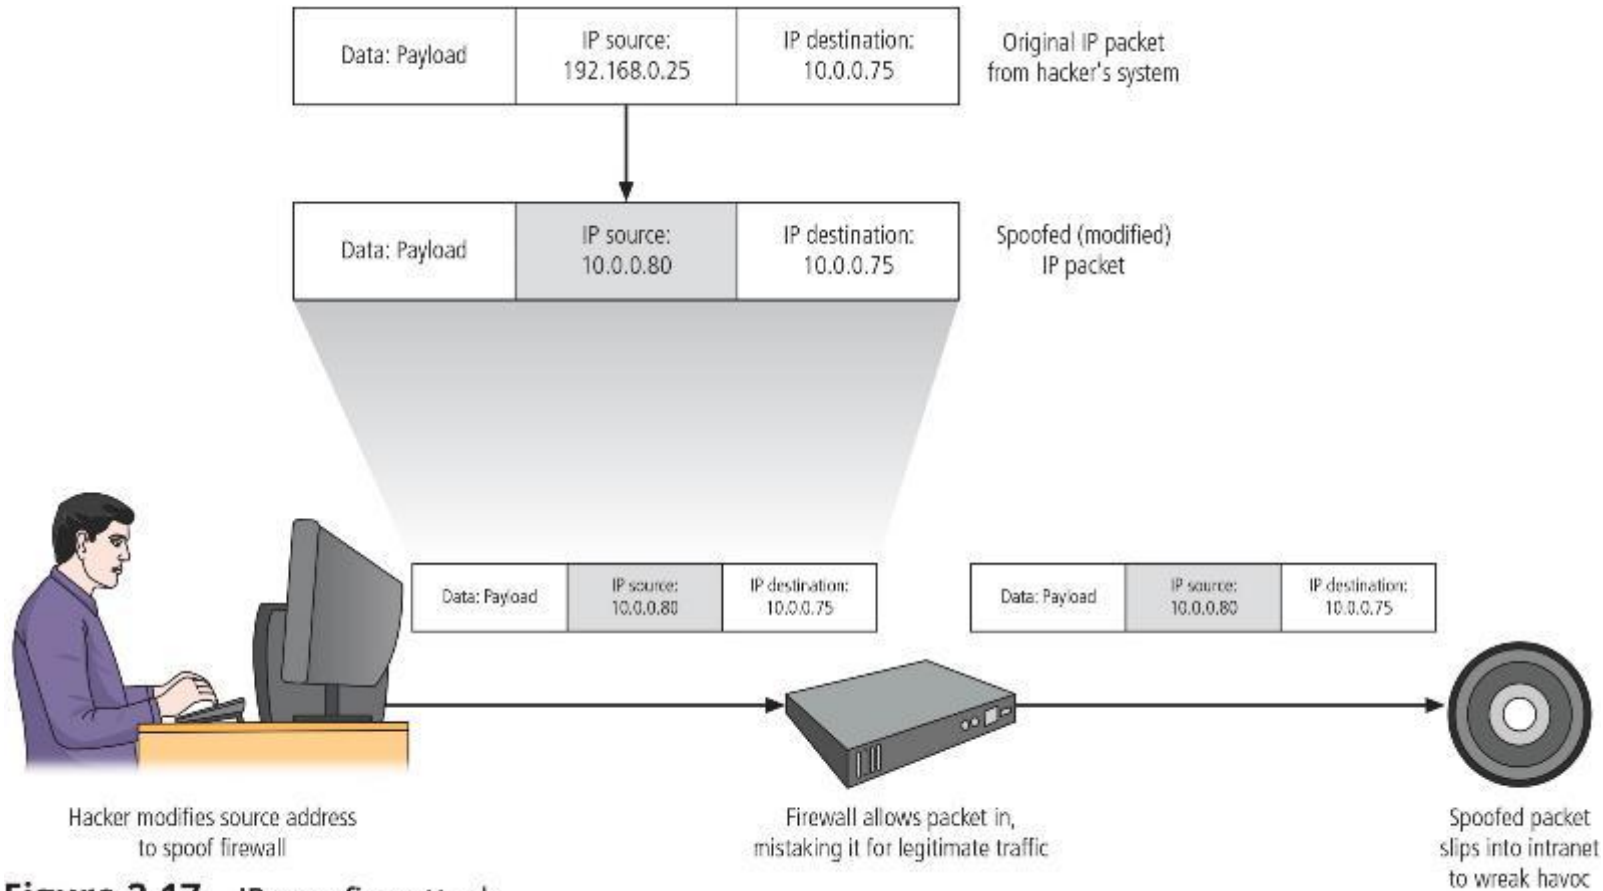 Data: Payload
IP source:
192.168.0.25
IP destination:
10.0.0.75
Original IP packet
from hacker's system
Data: Payload
IP source:
10.0.0.80
IP destination:
10.0.0.75
Spoofed (modified)
IP packet
Data: Payload
IP source:
10.0.0.80
IP destination:
10.0.0.75
Data: Payload
IP source:
10.0.0.80
IP destination:
10.0.0.75
Hacker modifies source address
to spoof firewall
Firewall allows packet in,
mistaking it for legitimate traffic
Spoofed packet
slips into intranet
to wreak havoc